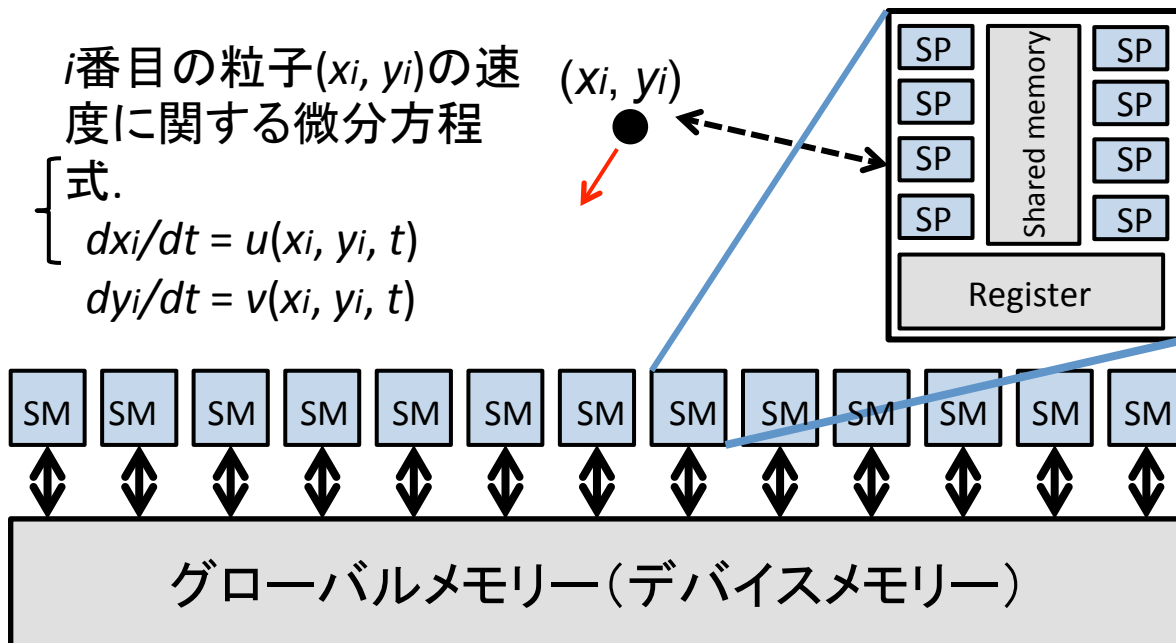 i番目の粒子(xi, yi)の速
度に関する微分方程
式.
dxi/dt = u(xi, yi, t)
dyi/dt = v(xi, yi, t)
(xi, yi)
SP SP
SP SP
SP SP
SP SP
Shared memory
Register
SM SM SM SM SM SM SM SM SM SM SM SM SM
グローバルメモリー(デバイスメモリー)